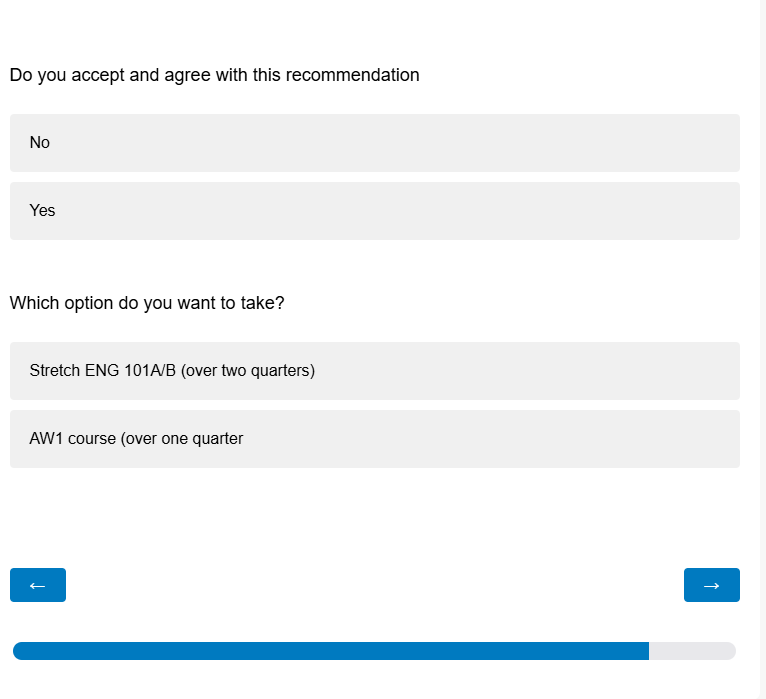 Do you accept and agree with this recommendation
No
Yes
Which option do you want to take?
Stretch ENG 101A/B (over two quarters)
AW1 course (over one quarter
←
→